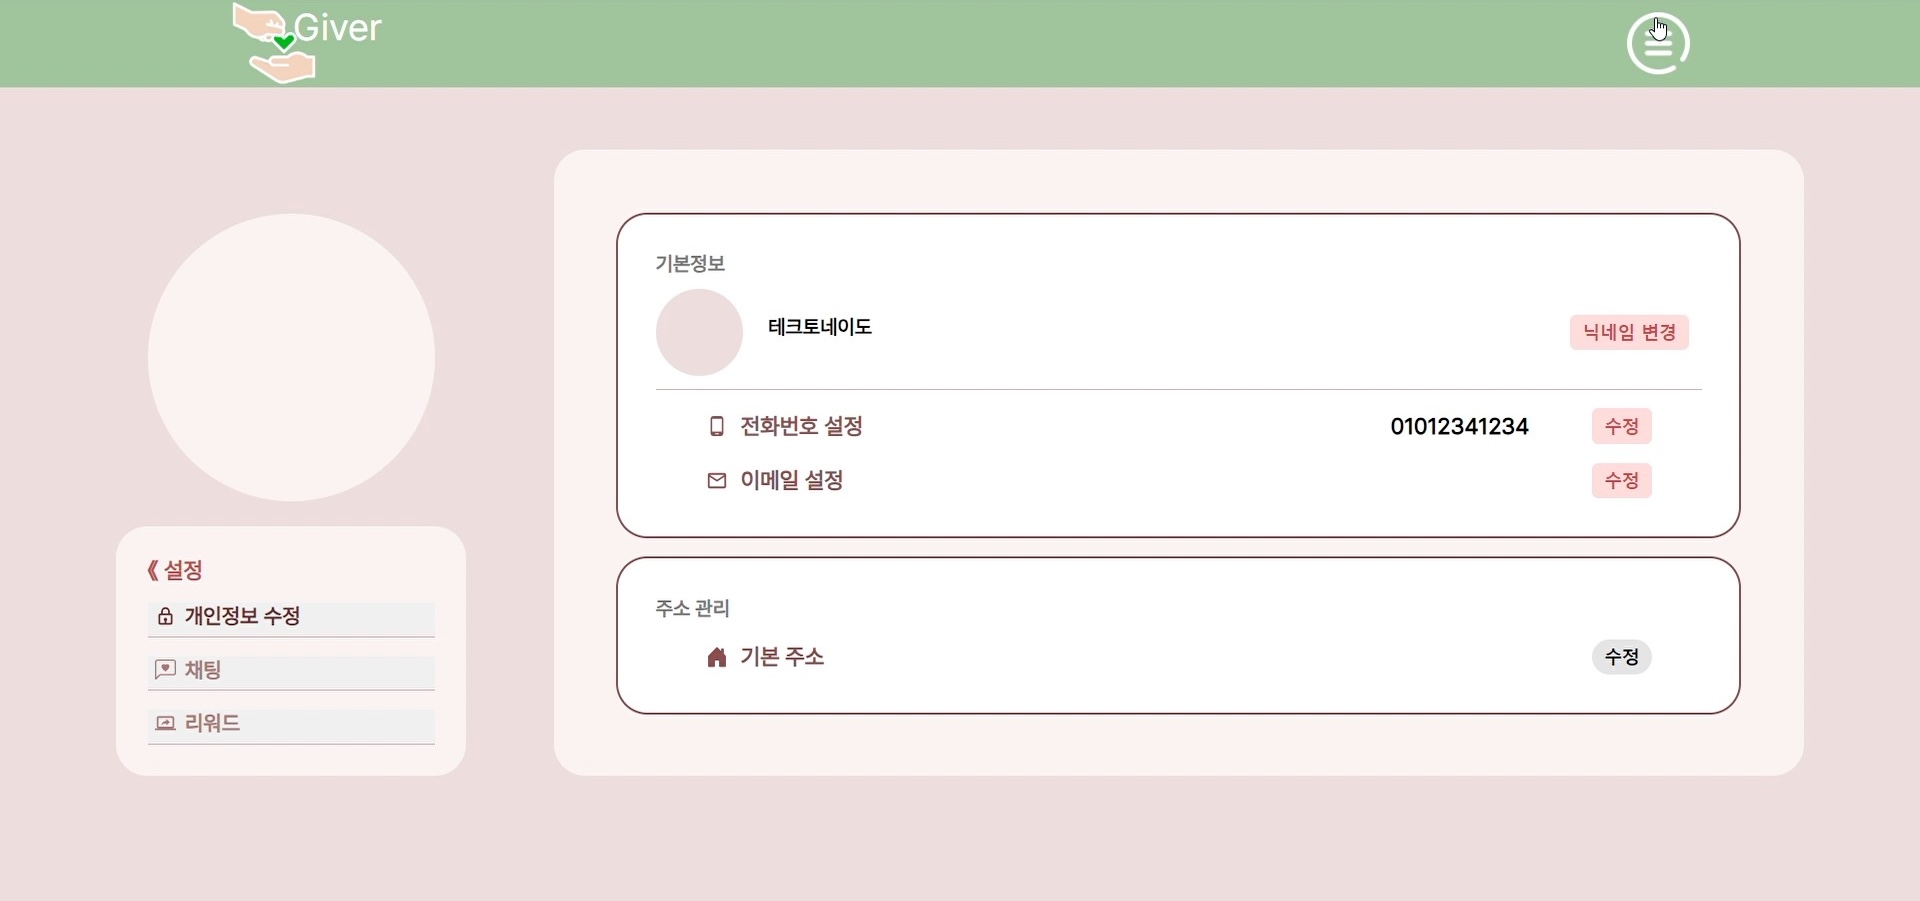 Giver
기본정보
테크토네이도
닉네임 변경
전화번호 설정
01012341234
수정
이메일 설정
수정
주소 관리
기본 주소
수정
《 설정
개인정보 수정
채팅
리워드